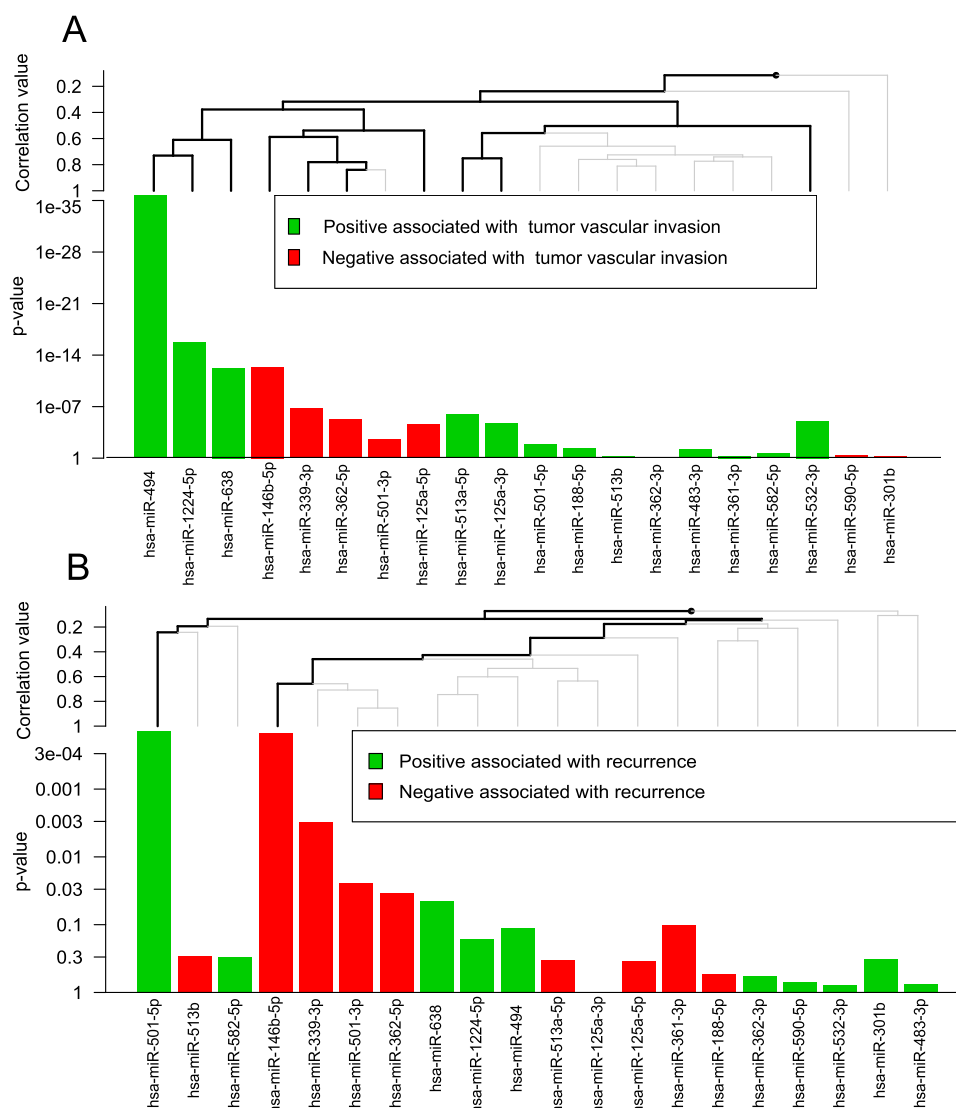 A
Correlation value
0.2
0.4
0.6
0.8
1
p-value
1e-35
1e-28
1e-21
1e-14
1e-07
1
Positive associated with  tumor vascular invasion
Negative associated with  tumor vascular invasion
hsa-miR-494
hsa-miR-1224-5p
hsa-miR-638
hsa-miR-146b-5p
hsa-miR-339-3p
hsa-miR-362-5p
hsa-miR-501-3p
hsa-miR-125a-5p
hsa-miR-513a-5p
hsa-miR-125a-3p
hsa-miR-501-5p
hsa-miR-188-5p
hsa-miR-513b
hsa-miR-362-3p
hsa-miR-483-3p
hsa-miR-361-3p
hsa-miR-582-5p
hsa-miR-532-3p
hsa-miR-590-5p
hsa-miR-301b
B
Correlation value
0.2
0.4
0.6
0.8
1
p-value
3e-04
0.001
0.003
0.01
0.03
0.1
0.3
1
Positive associated with recurrence
Negative associated with recurrence
hsa-miR-501-5p
hsa-miR-513b
hsa-miR-582-5p
hsa-miR-146b-5p
hsa-miR-339-3p
hsa-miR-501-3p
hsa-miR-362-5p
hsa-miR-638
hsa-miR-1224-5p
hsa-miR-494
hsa-miR-513a-5p
hsa-miR-125a-3p
hsa-miR-125a-5p
hsa-miR-361-3p
hsa-miR-188-5p
hsa-miR-362-3p
hsa-miR-590-5p
hsa-miR-532-3p
hsa-miR-301b
hsa-miR-483-3p